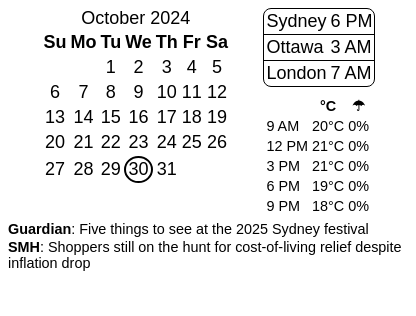 October 2024
Su Mo Tu We Th Fr Sa
1 2 3 4 5
6 7 8 9 10 11 12
13 14 15 16 17 18 19
20 21 22 23 24 25 26
27 28 29 30 31
Sydney 6 PM
Ottawa 3 AM
London 7 AM
°C ☂
9 AM 20°C 0%
12 PM 21°C 0%
3 PM 21°C 0%
6 PM 19°C 0%
9 PM 18°C 0%
Guardian: Five things to see at the 2025 Sydney festival
SMH: Shoppers still on the hunt for cost-of-living relief despite
inflation drop